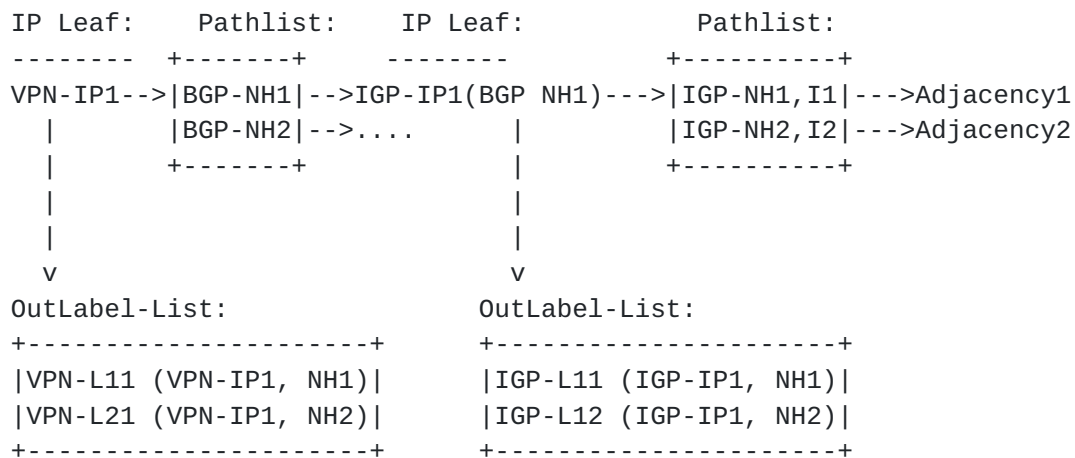 IP Leaf:    Pathlist:    IP Leaf:           Pathlist:
--------  +-------+     --------          +----------+
VPN-IP1-->|BGP-NH1|-->IGP-IP1(BGP NH1)--->|IGP-NH1,I1|--->Adjacency1
  |       |BGP-NH2|-->....      |         |IGP-NH2,I2|--->Adjacency2
  |       +-------+             |         +----------+
  |                             |
  |                             |
  v                             v
OutLabel-List:                OutLabel-List:
+----------------------+      +----------------------+
|VPN-L11 (VPN-IP1, NH1)|      |IGP-L11 (IGP-IP1, NH1)|
|VPN-L21 (VPN-IP1, NH2)|      |IGP-L12 (IGP-IP1, NH2)|
+----------------------+      +----------------------+